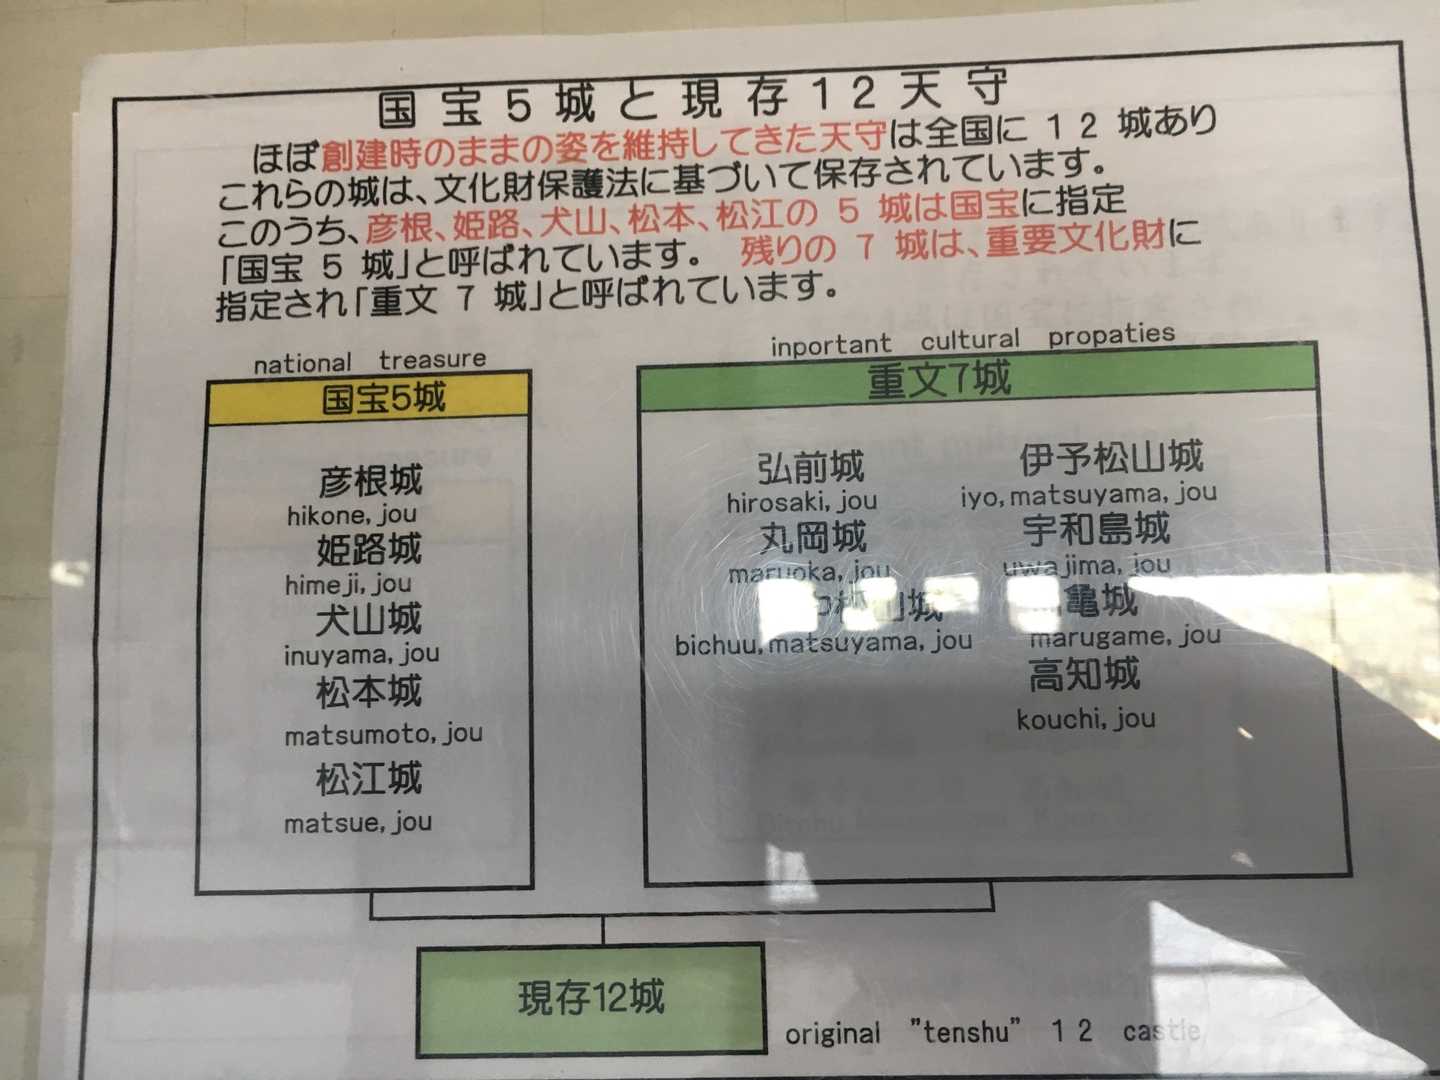 国宝5城と現存12天守
ほぼ創建時のままの姿を維持してきた天守は全国に 12 城あり
これらの城は、文化財保護法に基づいて保存されています。
このうち、彦根、姫路、犬山、松本、松江の 5 城は国宝に指定
「国宝 5 城」と呼ばれています。 残りの 7 城は、重要文化財に
指定され「重文 7 城」と呼ばれています。
national treasure
国宝5城
彦根城
hikone,jou
姫路城
himeji,jou
犬山城
inuyama,jou
松本城
matsumoto,jou
松江城
matsue,jou
inportant cultural propaties
重文7城
弘前城
hirosaki,jou
丸岡城
maruoka,jou
山城
bichuu,matsuyama,jou
伊予松山城
iyo,matsuyama,jou
宇和島城
uwajima,jou
亀城
marugame,jou
高知城
kouchi,jou
現存12城
original "tenshu" 12 castle